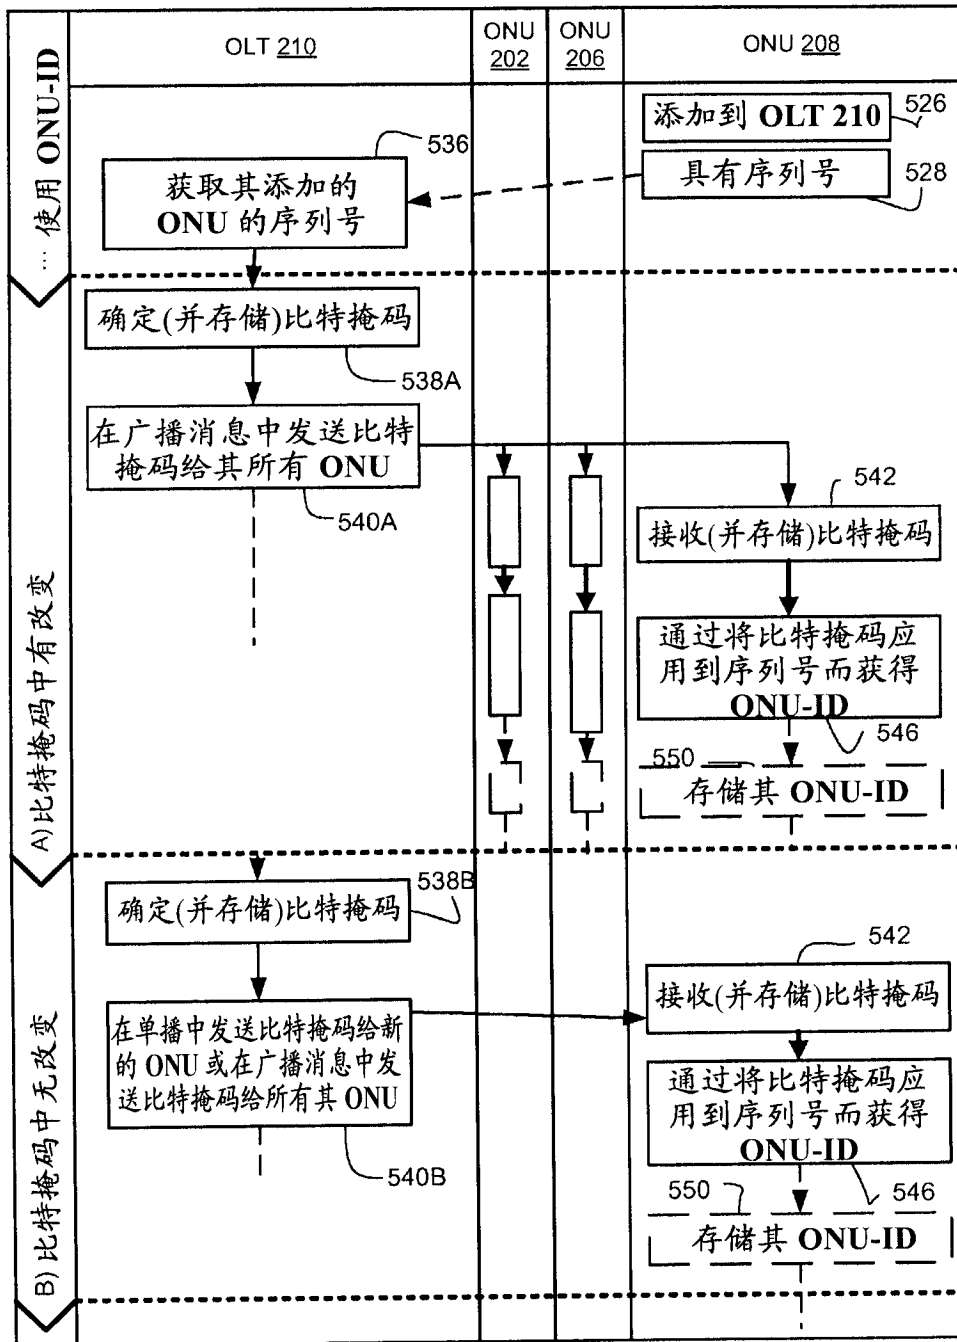 OLT 210
ONU
202
ONU
206
ONU 208
… 使用 ONU-ID
添加到 OLT 210
526
具有序列号
528
536
获取其添加的
ONU 的序列号
A)比特掩码中有改变
确定(并存储)比特掩码
538A
在广播消息中发送比特
掩码给其所有 ONU
540A
542
接收(并存储)比特掩码
通过将比特掩码应
用到序列号而获得
ONU-ID
546
550
存储其 ONU-ID
B)比特掩码中无改变
538B
确定(并存储)比特掩码
在单播中发送比特掩码给新
的 ONU 或在广播消息中发
送比特掩码给所有其 ONU
540B
542
接收(并存储)比特掩码
通过将比特掩码应
用到序列号而获得
ONU-ID
546
550
存储其 ONU-ID